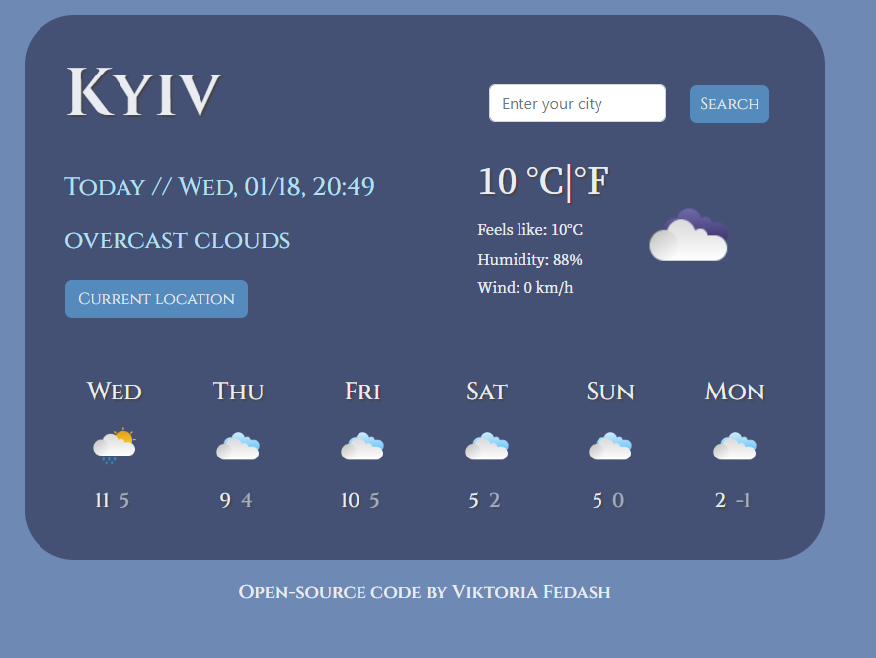 Kyiv
Enter your city
Search
Today // Wed, 01/18, 20:49
overcast clouds
Current location
10 °C|°F
Feels like: 10°C
Humidity: 88%
Wind: 0 km/h
Wed Thu Fri Sat Sun Mon
11 5 9 4 10 5 5 2 5 0 2 -1
Open-source code by Viktoria Fedash